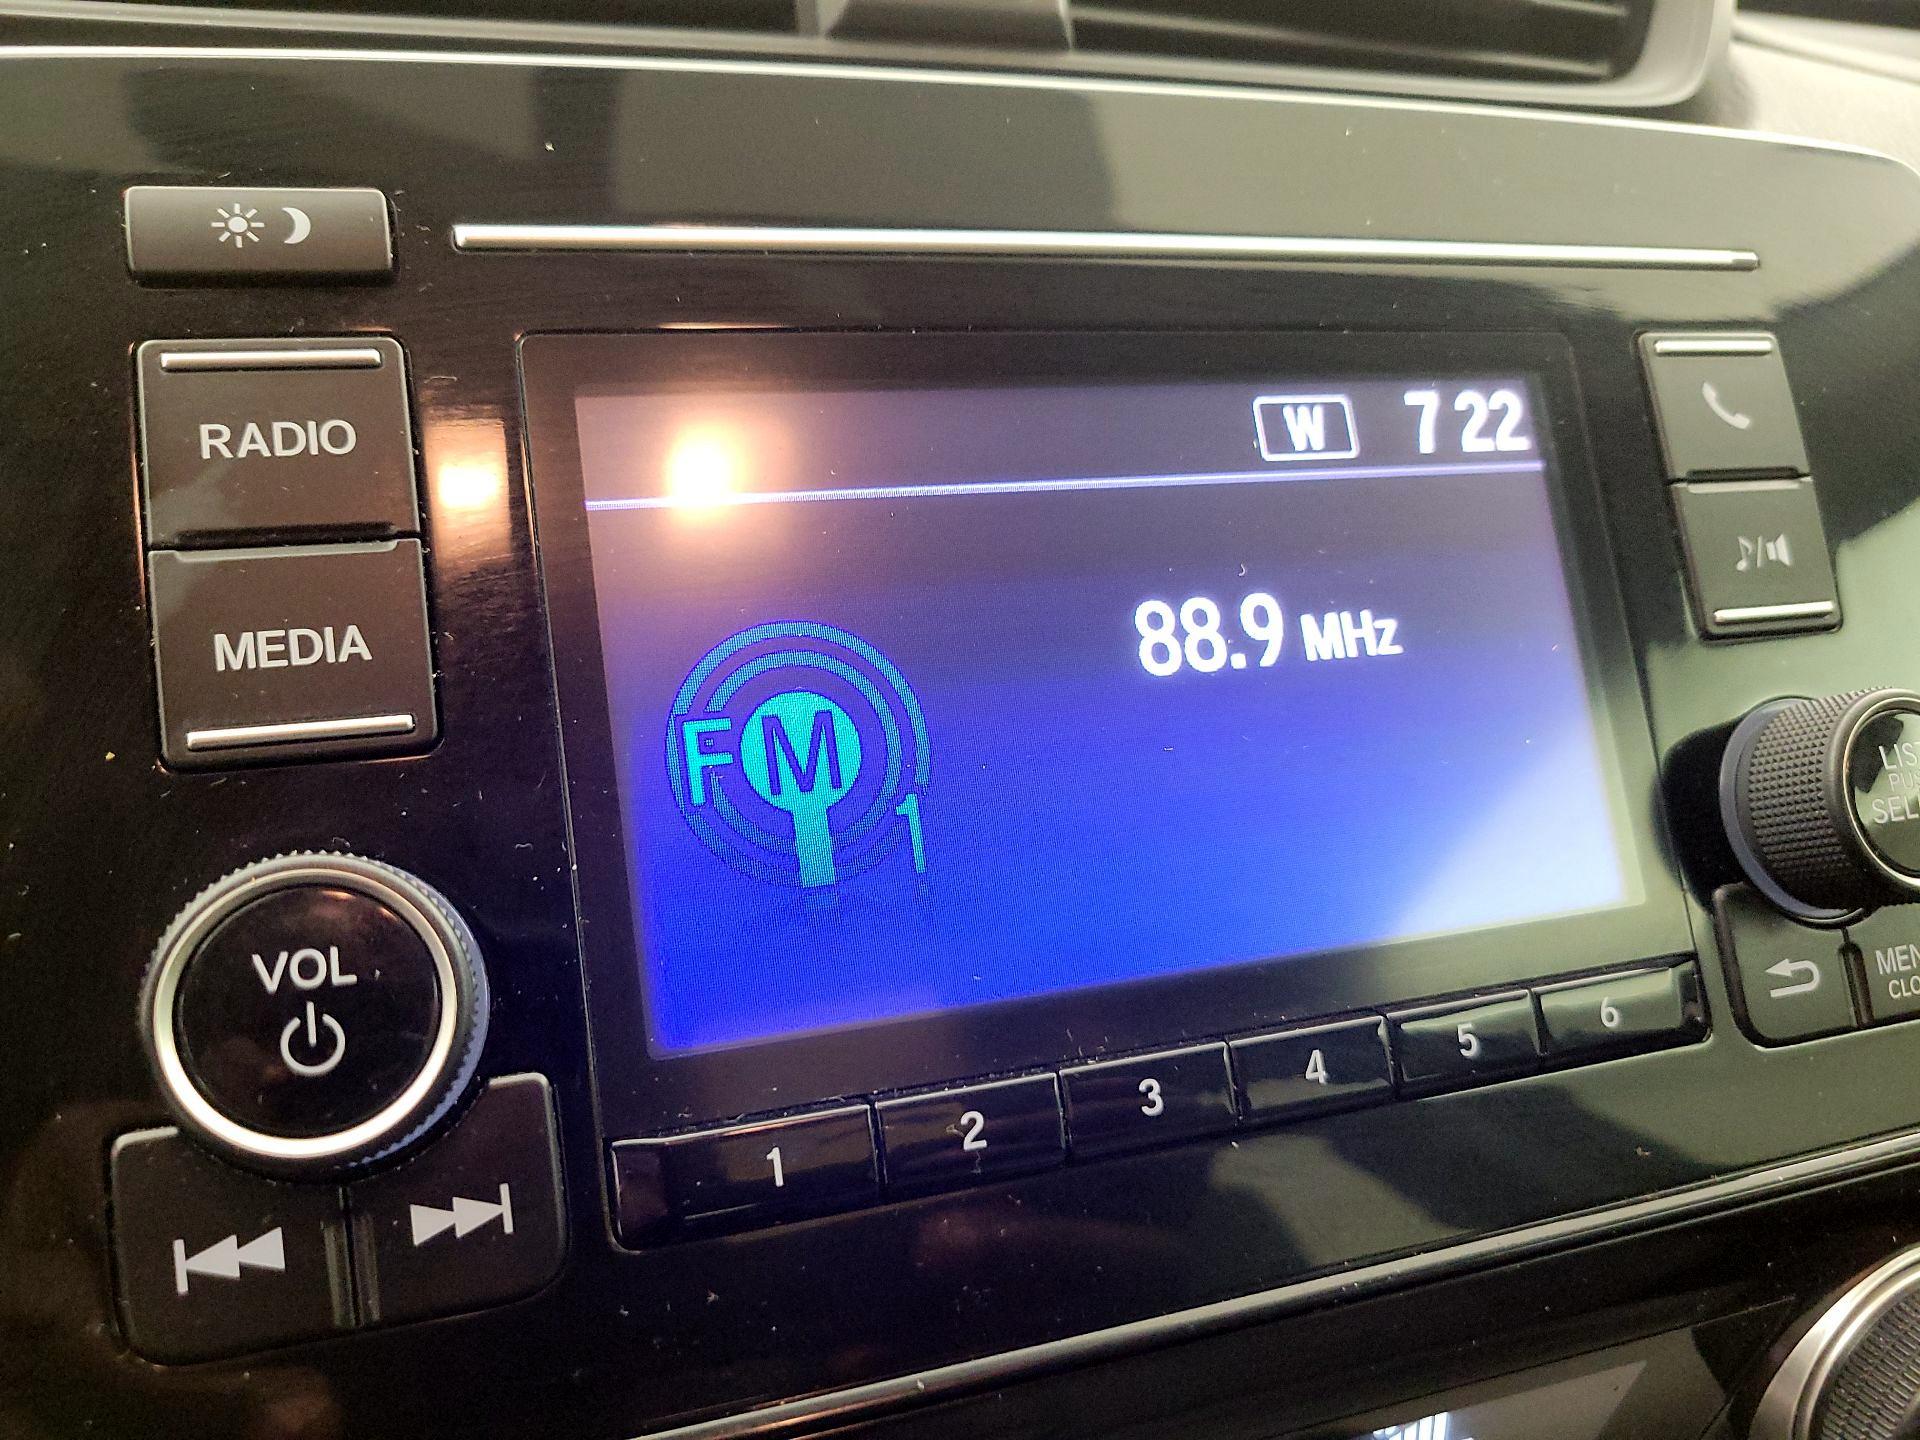 RADIO
MEDIA
VOL
W 7 22
88.9 MHz
FM 1
1 2 3 4 5 6